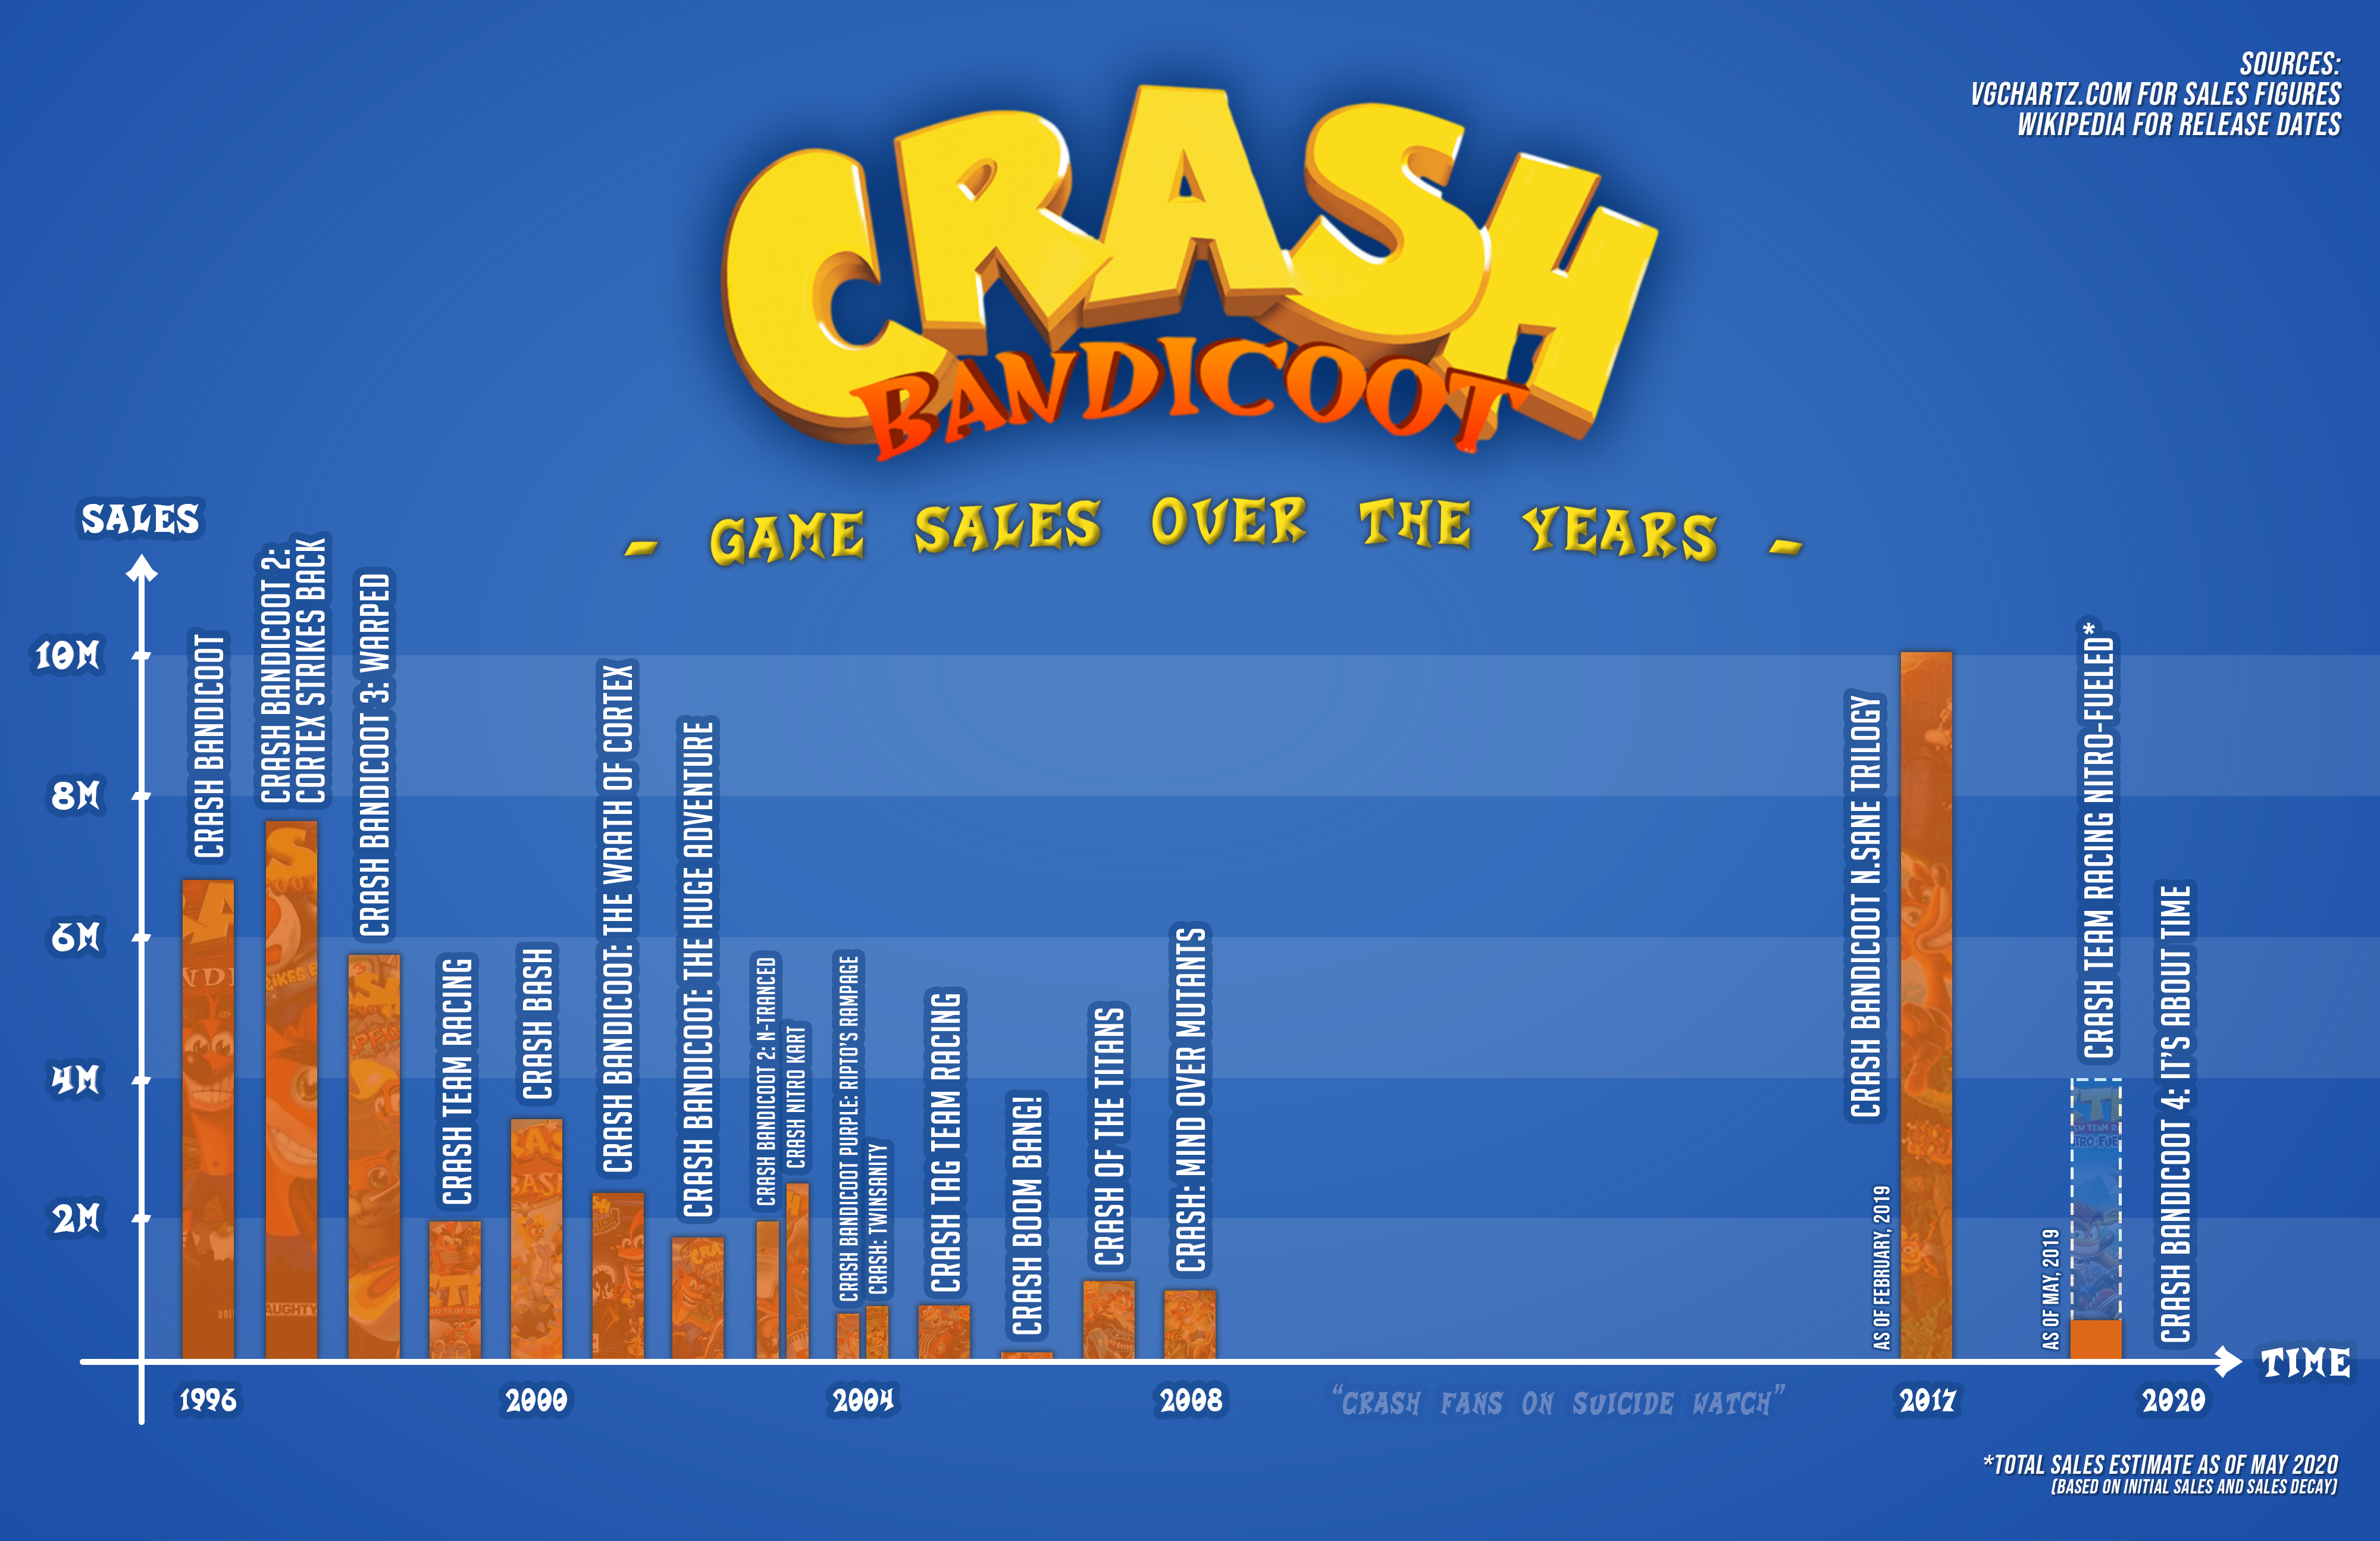 SOURCES:
VGCHARTZ.COM FOR SALES FIGURES
WIKIPEDIA FOR RELEASE DATES
CRASH
BANDICOOT
- GAME SALES OVER THE YEARS -
SALES
10M
8M
6M
4M
2M
CRASH BANDICOOT
CRASH BANDICOOT 2:
CORTEX STRIKES BACK
CRASH BANDICOOT 3: WARPED
CRASH TEAM RACING
CRASH BASH
CRASH BANDICOOT: THE WRATH OF CORTEX
CRASH BANDICOOT: THE HUGE ADVENTURE
CRASH BANDICOOT 2: N-TRANCED
CRASH NITRO KART
CRASH BANDICOOT PURPLE: RIPTO'S RAMPAGE
CRASH: TWINSANITY
CRASH TAG TEAM RACING
CRASH BOOM BANG!
CRASH OF THE TITANS
CRASH: MIND OVER MUTANTS
CRASH BANDICOOT N.SANE TRILOGY
AS OF FEBRUARY, 2019
CRASH TEAM RACING NITRO-FUELED*
AS OF MAY, 2019
CRASH BANDICOOT 4: IT'S ABOUT TIME
TIME
1996
2000
2004
2008
"CRASH FANS ON SUICIDE WATCH"
2017
2020
*TOTAL SALES ESTIMATE AS OF MAY 2020
(BASED ON INITIAL SALES AND SALES DECAY)